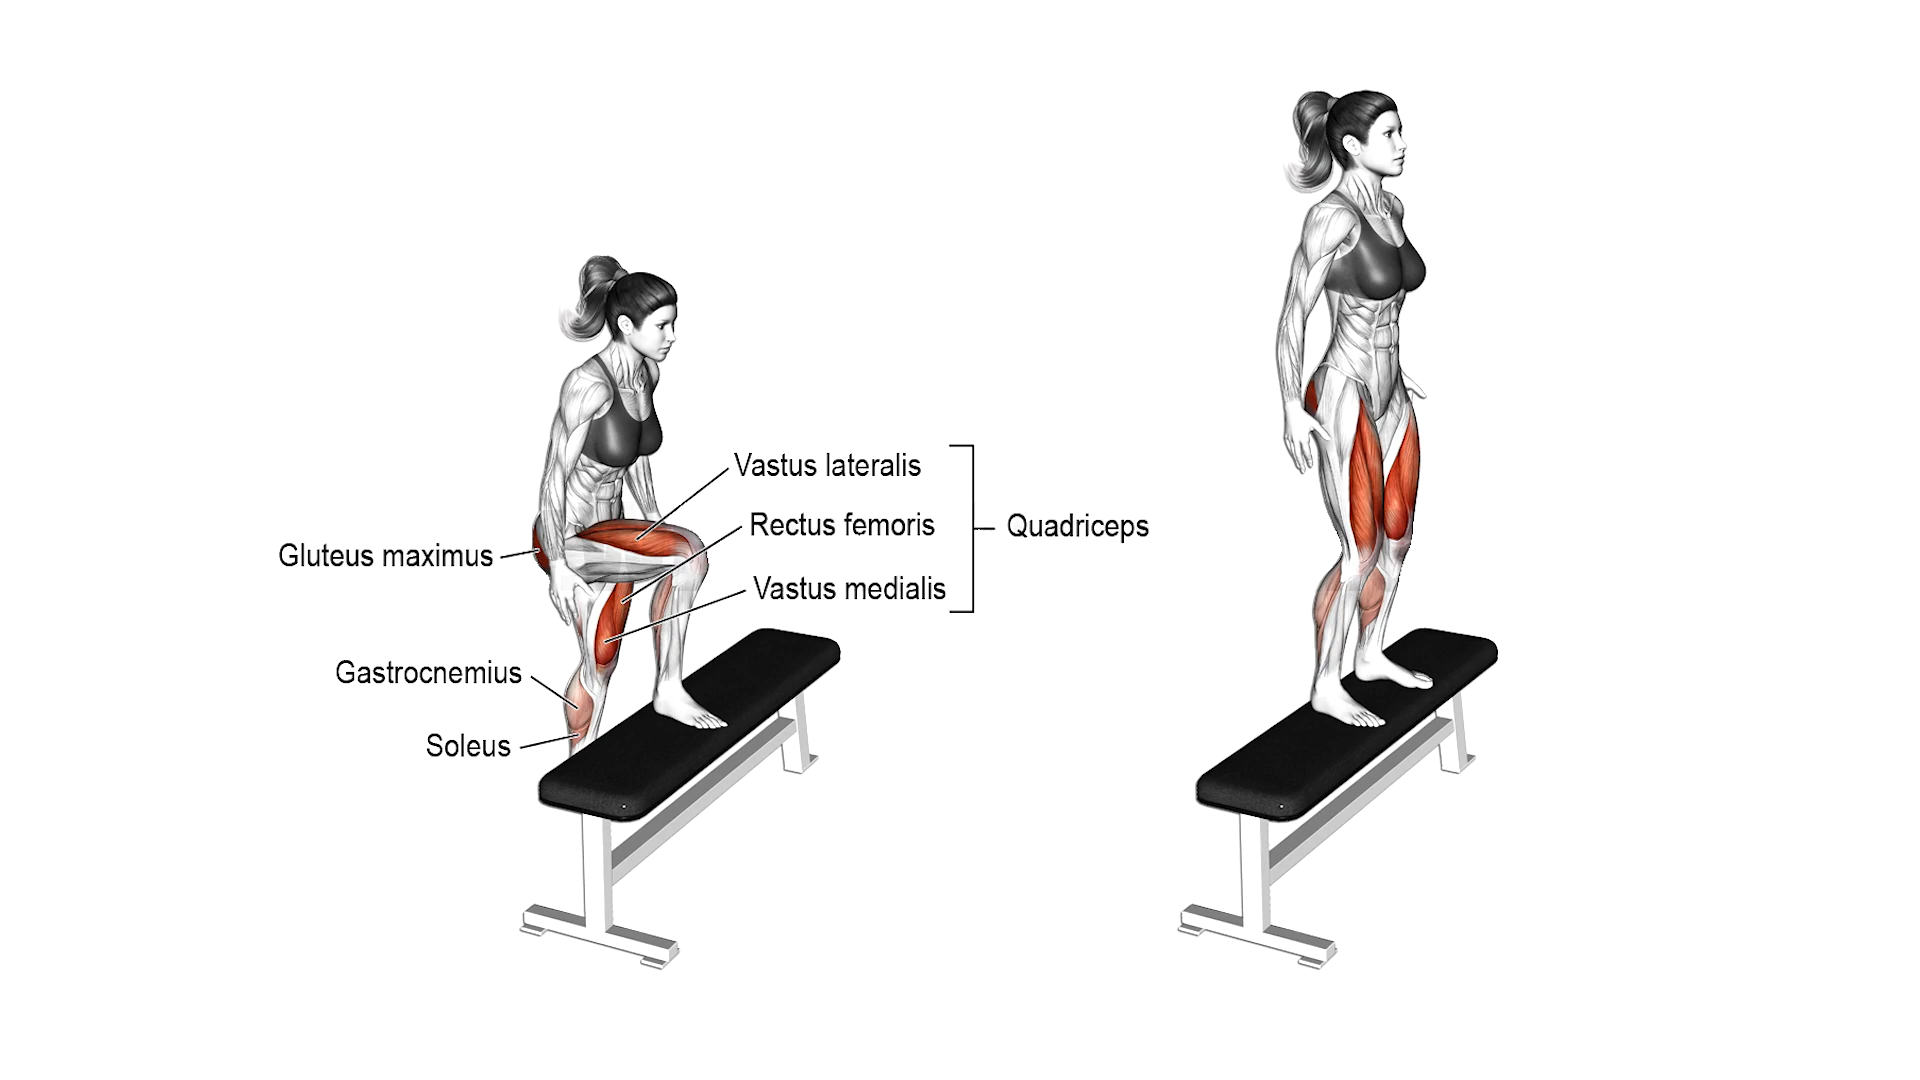 Vastus lateralis
Rectus femoris
Quadriceps
Gluteus maximus
Vastus medialis
Gastrocnemius
Soleus